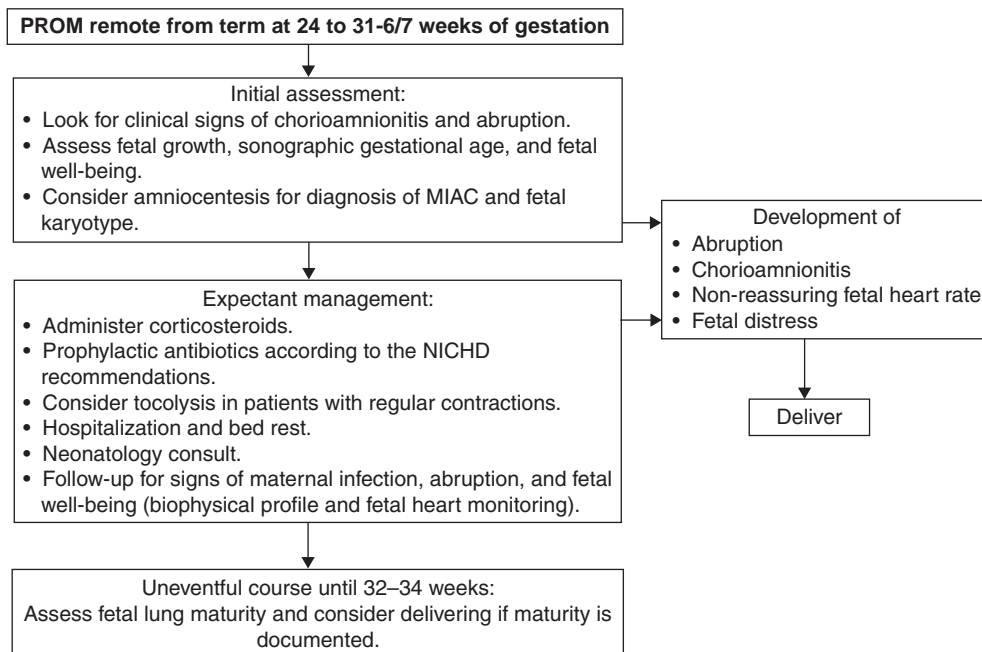 PROM remote from term at 24 to 31-6/7 weeks of gestation
Initial assessment:
• Look for clinical signs of chorioamnionitis and abruption.
• Assess fetal growth, sonographic gestational age, and fetal
well-being.
• Consider amniocentesis for diagnosis of MIAC and fetal
karyotype.
Development of
• Abruption
• Chorioamnionitis
• Non-reassuring fetal heart rate
• Fetal distress
Deliver
Expectant management:
• Administer corticosteroids.
• Prophylactic antibiotics according to the NICHD
recommendations.
• Consider tocolysis in patients with regular contractions.
• Hospitalization and bed rest.
• Neonatology consult.
• Follow-up for signs of maternal infection, abruption, and fetal
well-being (biophysical profile and fetal heart monitoring).
Uneventful course until 32–34 weeks:
Assess fetal lung maturity and consider delivering if maturity is
documented.